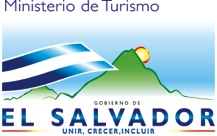 Ministerio de Turismo
GOBIERNO DE
EL SALVADOR
UNIR, CRECER, INCLUIR